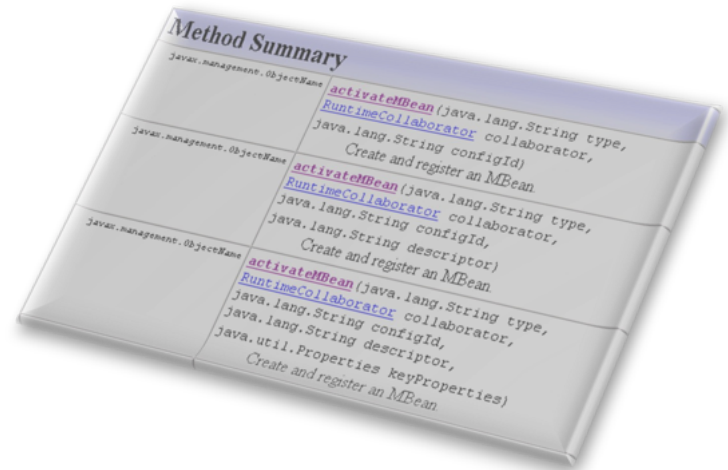 Method Summary
javax.management.ObjectName
activateMBean(java.lang.String type,
RuntimeCollaborator collaborator,
java.lang.String configId)
Create and register an MBean.
javax.management.ObjectName
activateMBean(java.lang.String type,
RuntimeCollaborator collaborator,
java.lang.String configId,
java.lang.String descriptor)
Create and register an MBean.
javax.management.ObjectName
activateMBean(java.lang.String type,
RuntimeCollaborator collaborator,
java.lang.String configId,
java.lang.String descriptor,
java.util.Properties keyProperties)
Create and register an MBean.